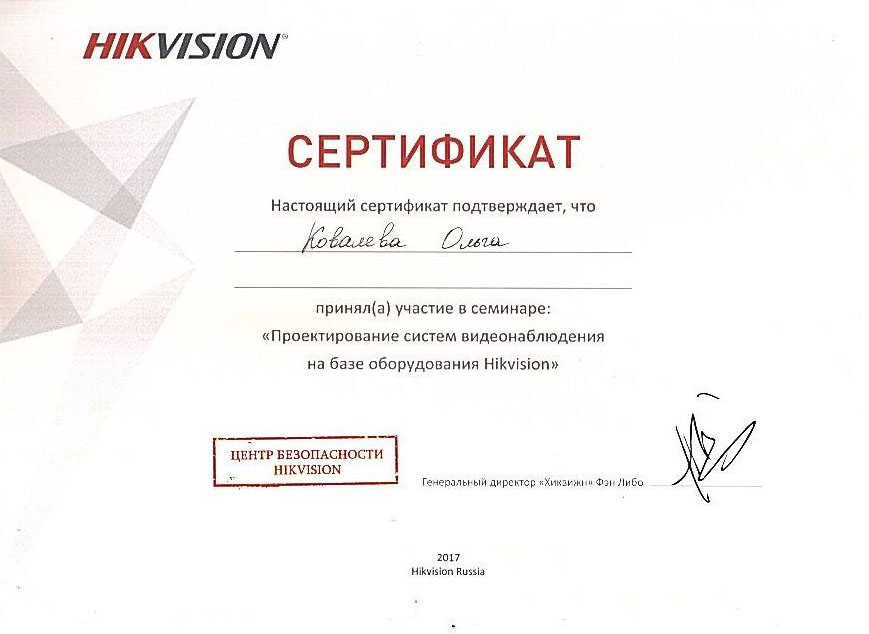 HIKVISION®
СЕРТИФИКАТ
Настоящий сертификат подтверждает, что
Ковалева Ольга
принял(а) участие в семинаре:
«Проектирование систем видеонаблюдения
на базе оборудования Hikvision»
ЦЕНТР БЕЗОПАСНОСТИ
HIKVISION
Генеральный директор «Хиквижн» Фэн Либо
2017
Hikvision Russia